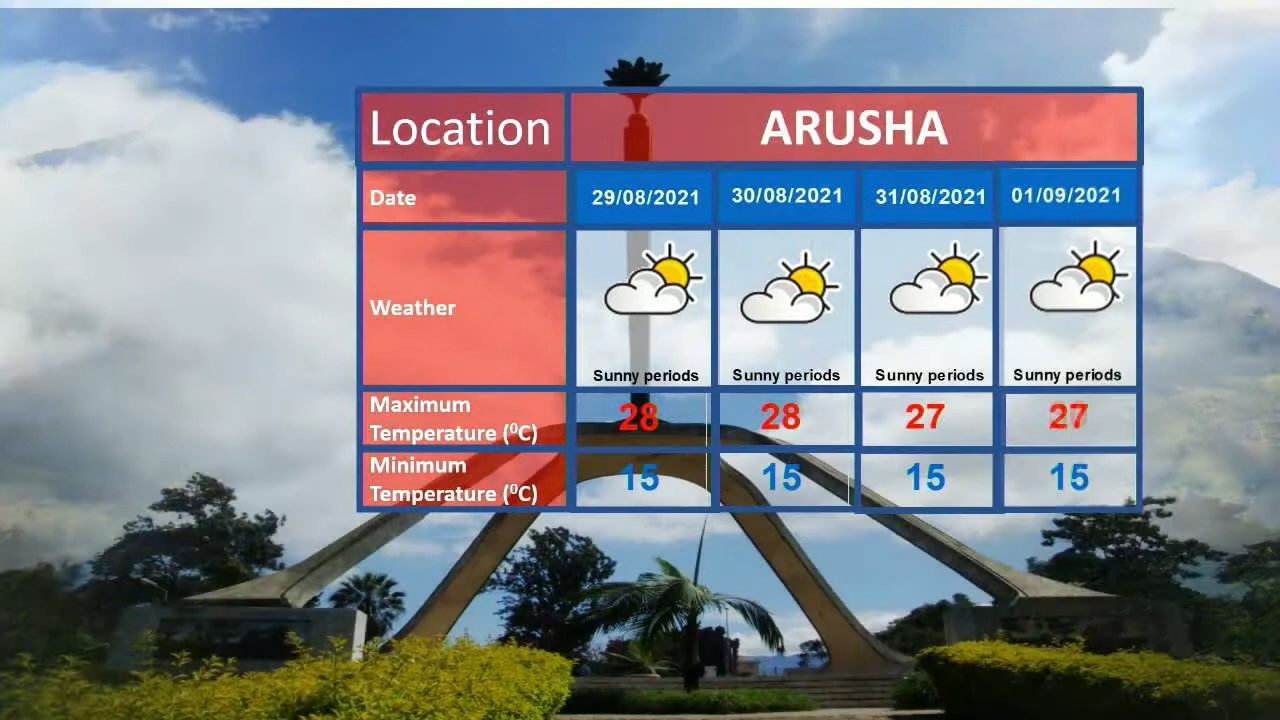 Location ARUSHA
Date 29/08/2021 30/08/2021 31/08/2021 01/09/2021
Weather
Sunny periods Sunny periods Sunny periods Sunny periods
Maximum
Temperature (⁰C) 28 28 27 27
Minimum
Temperature (⁰C) 15 15 15 15